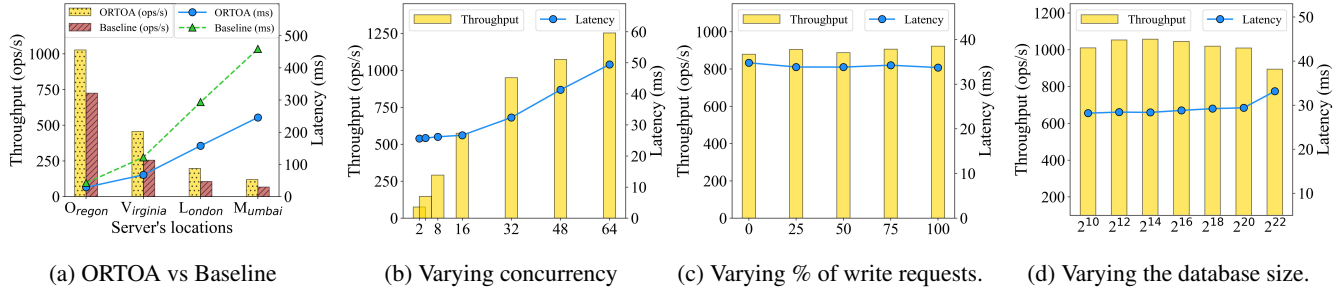 ORTOA (ops/s)
Baseline (ops/s)
ORTOA (ms)
Baseline (ms)
Throughput (ops/s)
1000
750
500
250
0
Latency (ms)
500
400
300
200
100
0
Oregon Virginia London Mumbai
Server's locations
(a) ORTOA vs Baseline
Throughput
Latency
Throughput (ops/s)
1250
1000
750
500
250
0
Latency (ms)
60
50
40
30
20
10
0
2 8 16 32 48 64
(b) Varying concurrency
Throughput
Latency
Throughput (ops/s)
1000
800
600
400
200
0
Latency (ms)
40
30
20
10
0
0 25 50 75 100
(c) Varying % of write requests.
Throughput
Latency
Throughput (ops/s)
1200
1000
800
600
400
200
Latency (ms)
50
40
30
20
10
2^10 2^12 2^14 2^16 2^18 2^20 2^22
(d) Varying the database size.